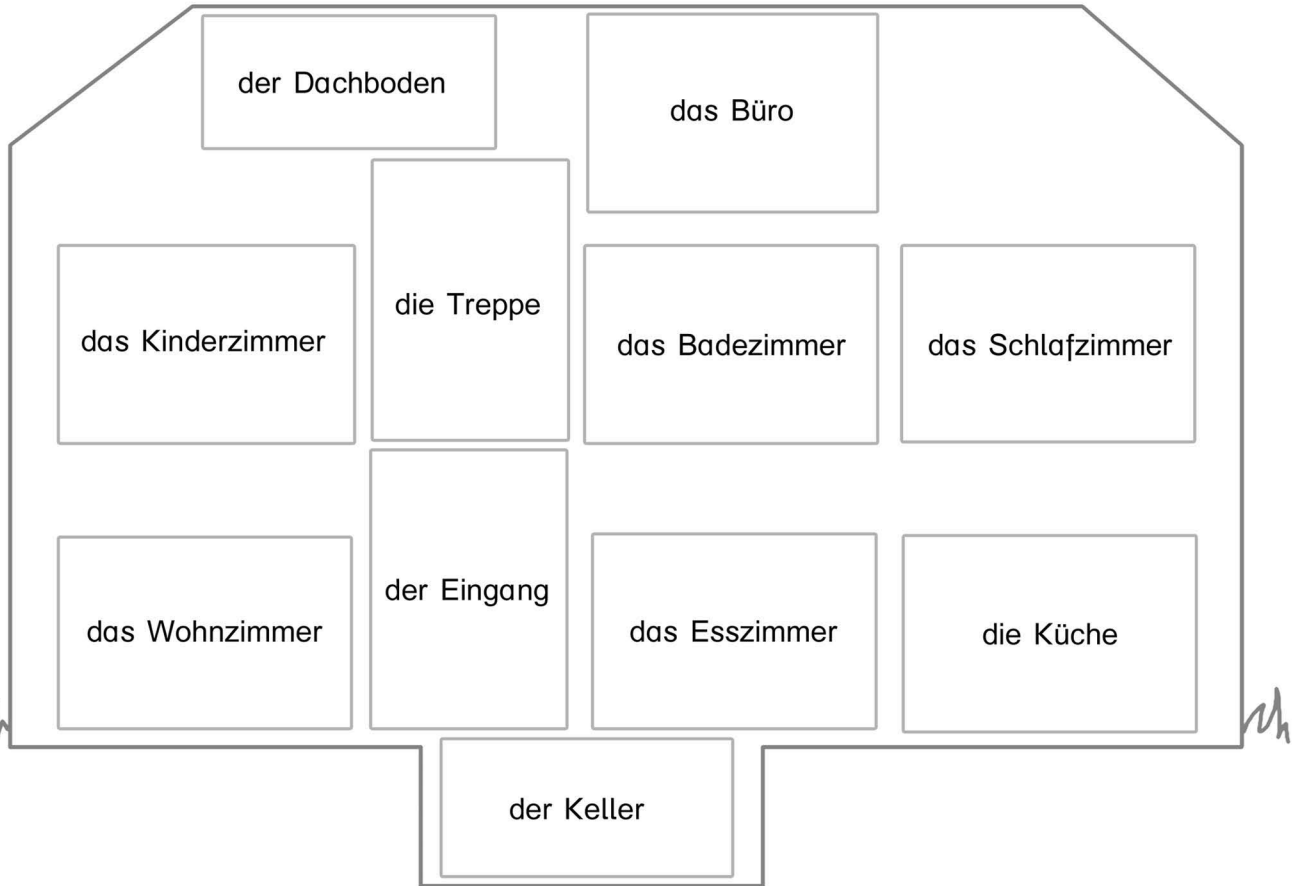 der Dachboden
das Büro
die Treppe
das Kinderzimmer
das Badezimmer
das Schlafzimmer
der Eingang
das Wohnzimmer
das Esszimmer
die Küche
der Keller